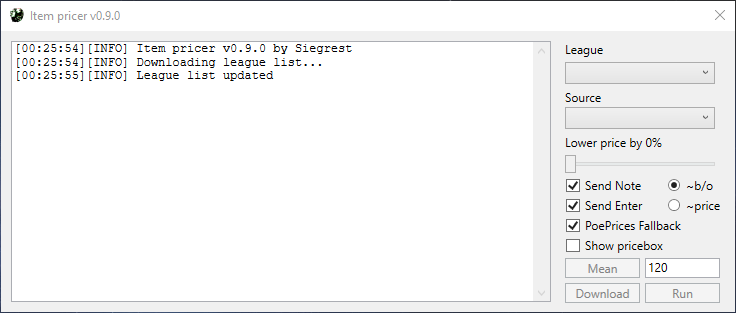 Item pricer v0.9.0
[00:25:54][INFO] Item pricer v0.9.0 by Siegrest
[00:25:54][INFO] Downloading league list...
[00:25:55][INFO] League list updated
League
Source
Lower price by 0%
Send Note ~b/o
Send Enter ~price
PoePrices Fallback
Show pricebox
Mean 120
Download Run